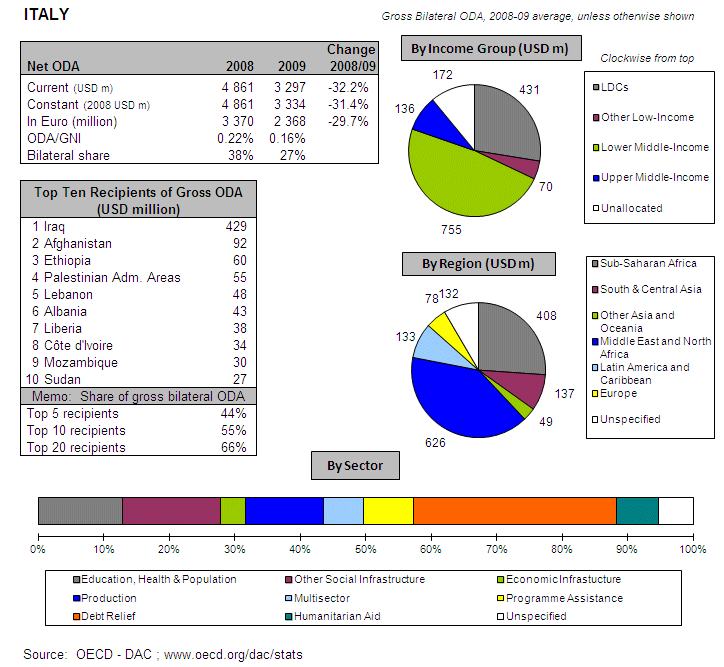 ITALY
Gross Bilateral ODA, 2008-09 average, unless otherwise shown
Change
Net ODA 2008 2009 2008/09
Current (USD m) 4 861 3 297 -32.2%
Constant (2008 USD m) 4 861 3 334 -31.4%
In Euro (million) 3 370 2 368 -29.7%
ODA/GNI 0.22% 0.16%
Bilateral share 38% 27%
By Income Group (USD m)
Clockwise from top
172
431
136
70
755
LDCs
Other Low-Income
Lower Middle-Income
Upper Middle-Income
Unallocated
Top Ten Recipients of Gross ODA
(USD million)
1 Iraq 429
2 Afghanistan 92
3 Ethiopia 60
4 Palestinian Adm. Areas 55
5 Lebanon 48
6 Albania 43
7 Liberia 38
8 Côte d'Ivoire 34
9 Mozambique 30
10 Sudan 27
Memo: Share of gross bilateral ODA
Top 5 recipients 44%
Top 10 recipients 55%
Top 20 recipients 66%
By Region (USD m)
78
132
408
133
137
49
626
Sub-Saharan Africa
South & Central Asia
Other Asia and
Oceania
Middle East and North
Africa
Latin America and
Caribbean
Europe
Unspecified
By Sector
0% 10% 20% 30% 40% 50% 60% 70% 80% 90% 100%
Education, Health & Population Other Social Infrastructure Economic Infrastucture
Production Multisector Programme Assistance
Debt Relief Humanitarian Aid Unspecified
Source: OECD - DAC ; www.oecd.org/dac/stats